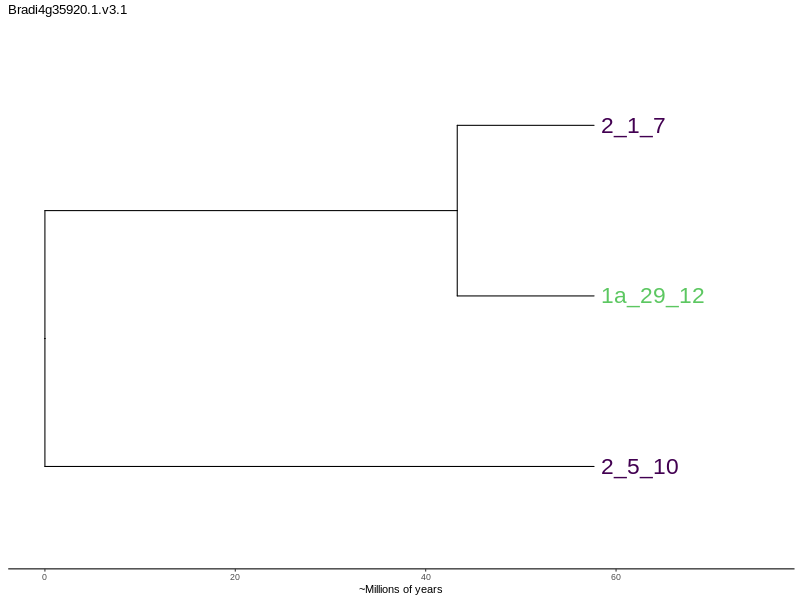 Bradi4g35920.1.v3.1
2_1_7
1a_29_12
2_5_10
0 20 40 60
~Millions of years